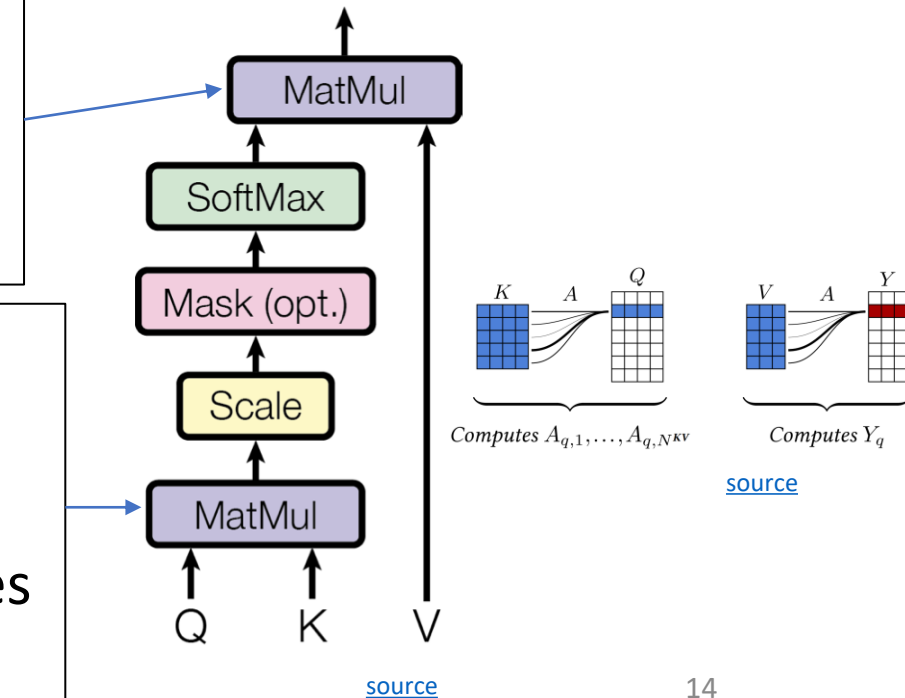 MatMul
SoftMax
Mask (opt.)
Scale
MatMul
Q K V
source
es
K A Q
Computes A_{q,1}, . . . , A_{q,N^{KV}}
V A Y
Computes Y_q
source
14